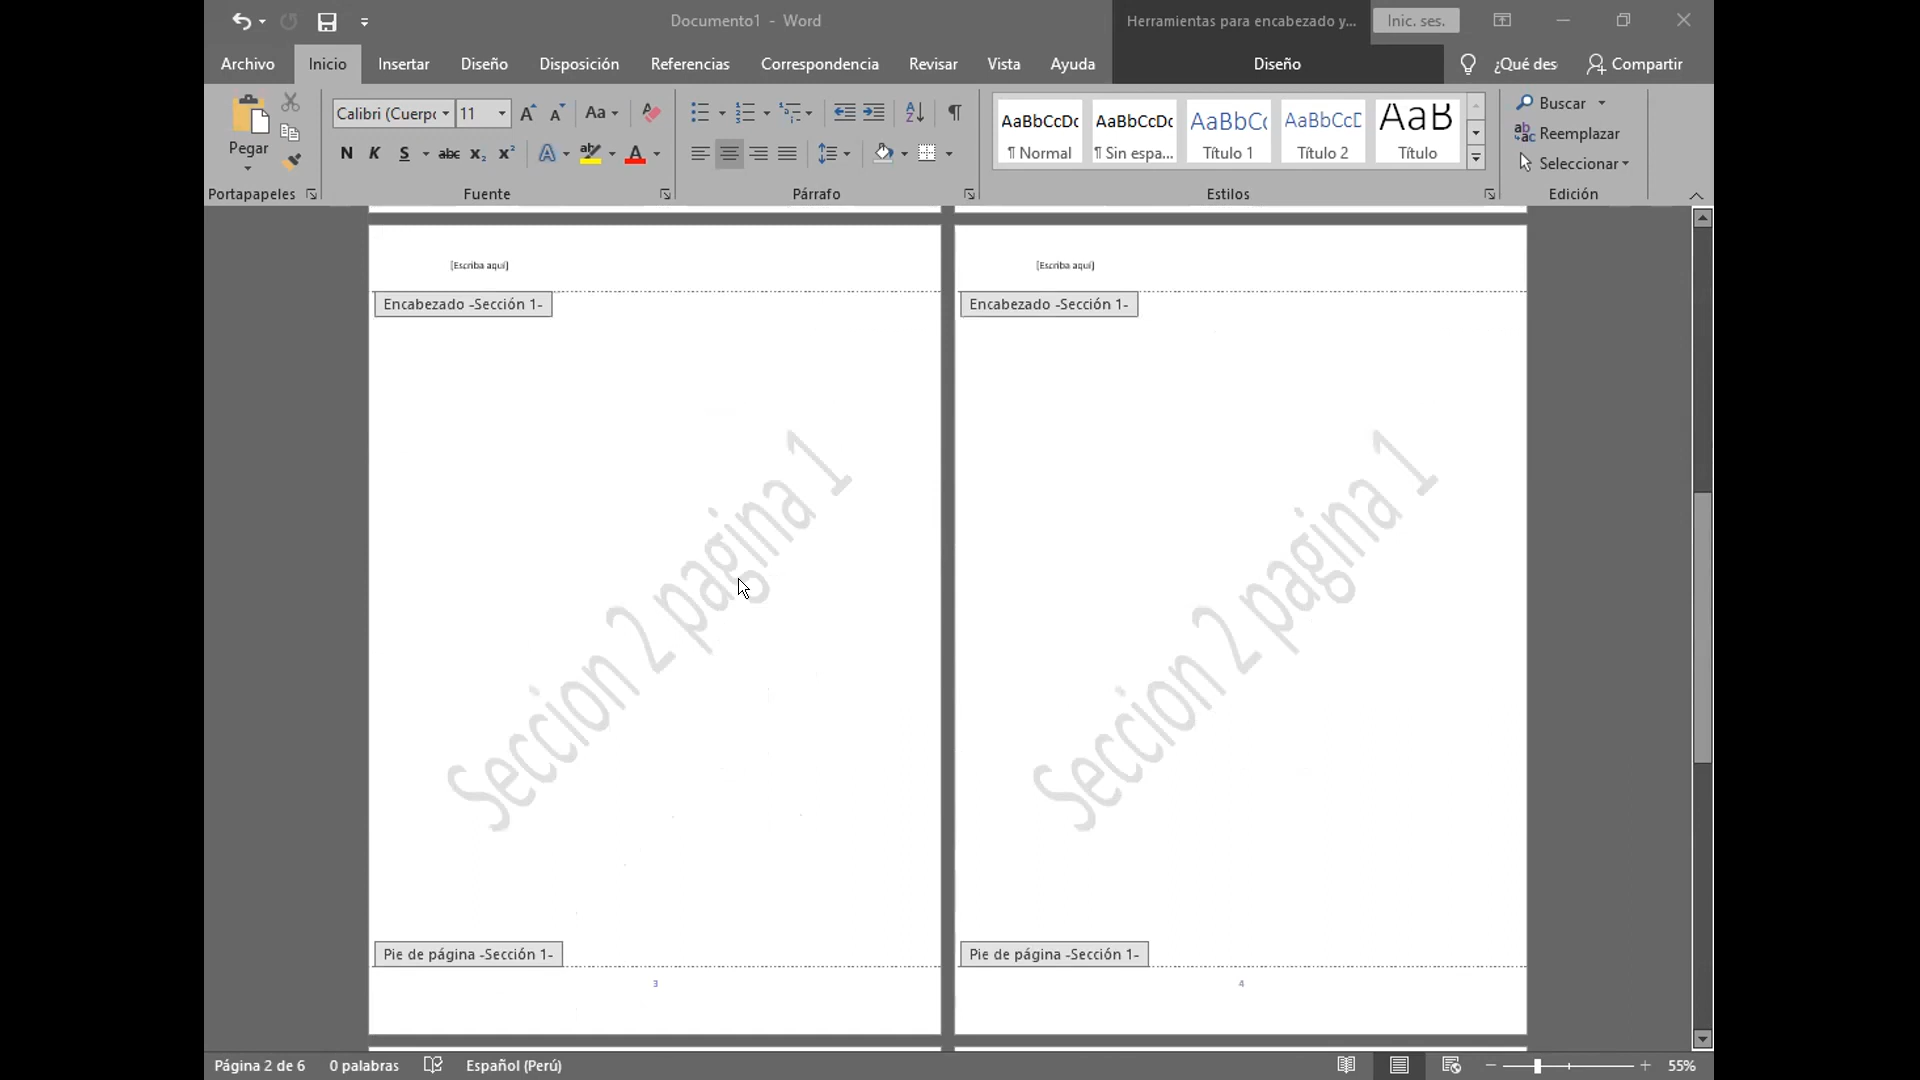 Documento1 - Word
Herramientas para encabezado y...
Inic. ses.
Archivo
Inicio
Insertar
Diseño
Disposición
Referencias
Correspondencia
Revisar
Vista
Ayuda
Diseño
¿Qué des
Compartir
Pegar
Calibri (Cuerpo
11
Aa
N K S abc x₂ x² A ab A
AaBbCcDc
¶ Normal
AaBbCcDc
¶ Sin espa...
AaBbCc
Título 1
AaBbCcD
Título 2
AaB
Título
Buscar
Reemplazar
Seleccionar
Portapapeles
Fuente
Párrafo
Estilos
Edición
[Escriba aquí]
Encabezado -Sección 1-
Seccion 2 pagina 1
Pie de página -Sección 1-
3
[Escriba aquí]
Encabezado -Sección 1-
Seccion 2 pagina 1
Pie de página -Sección 1-
4
Página 2 de 6
0 palabras
Español (Perú)
55%